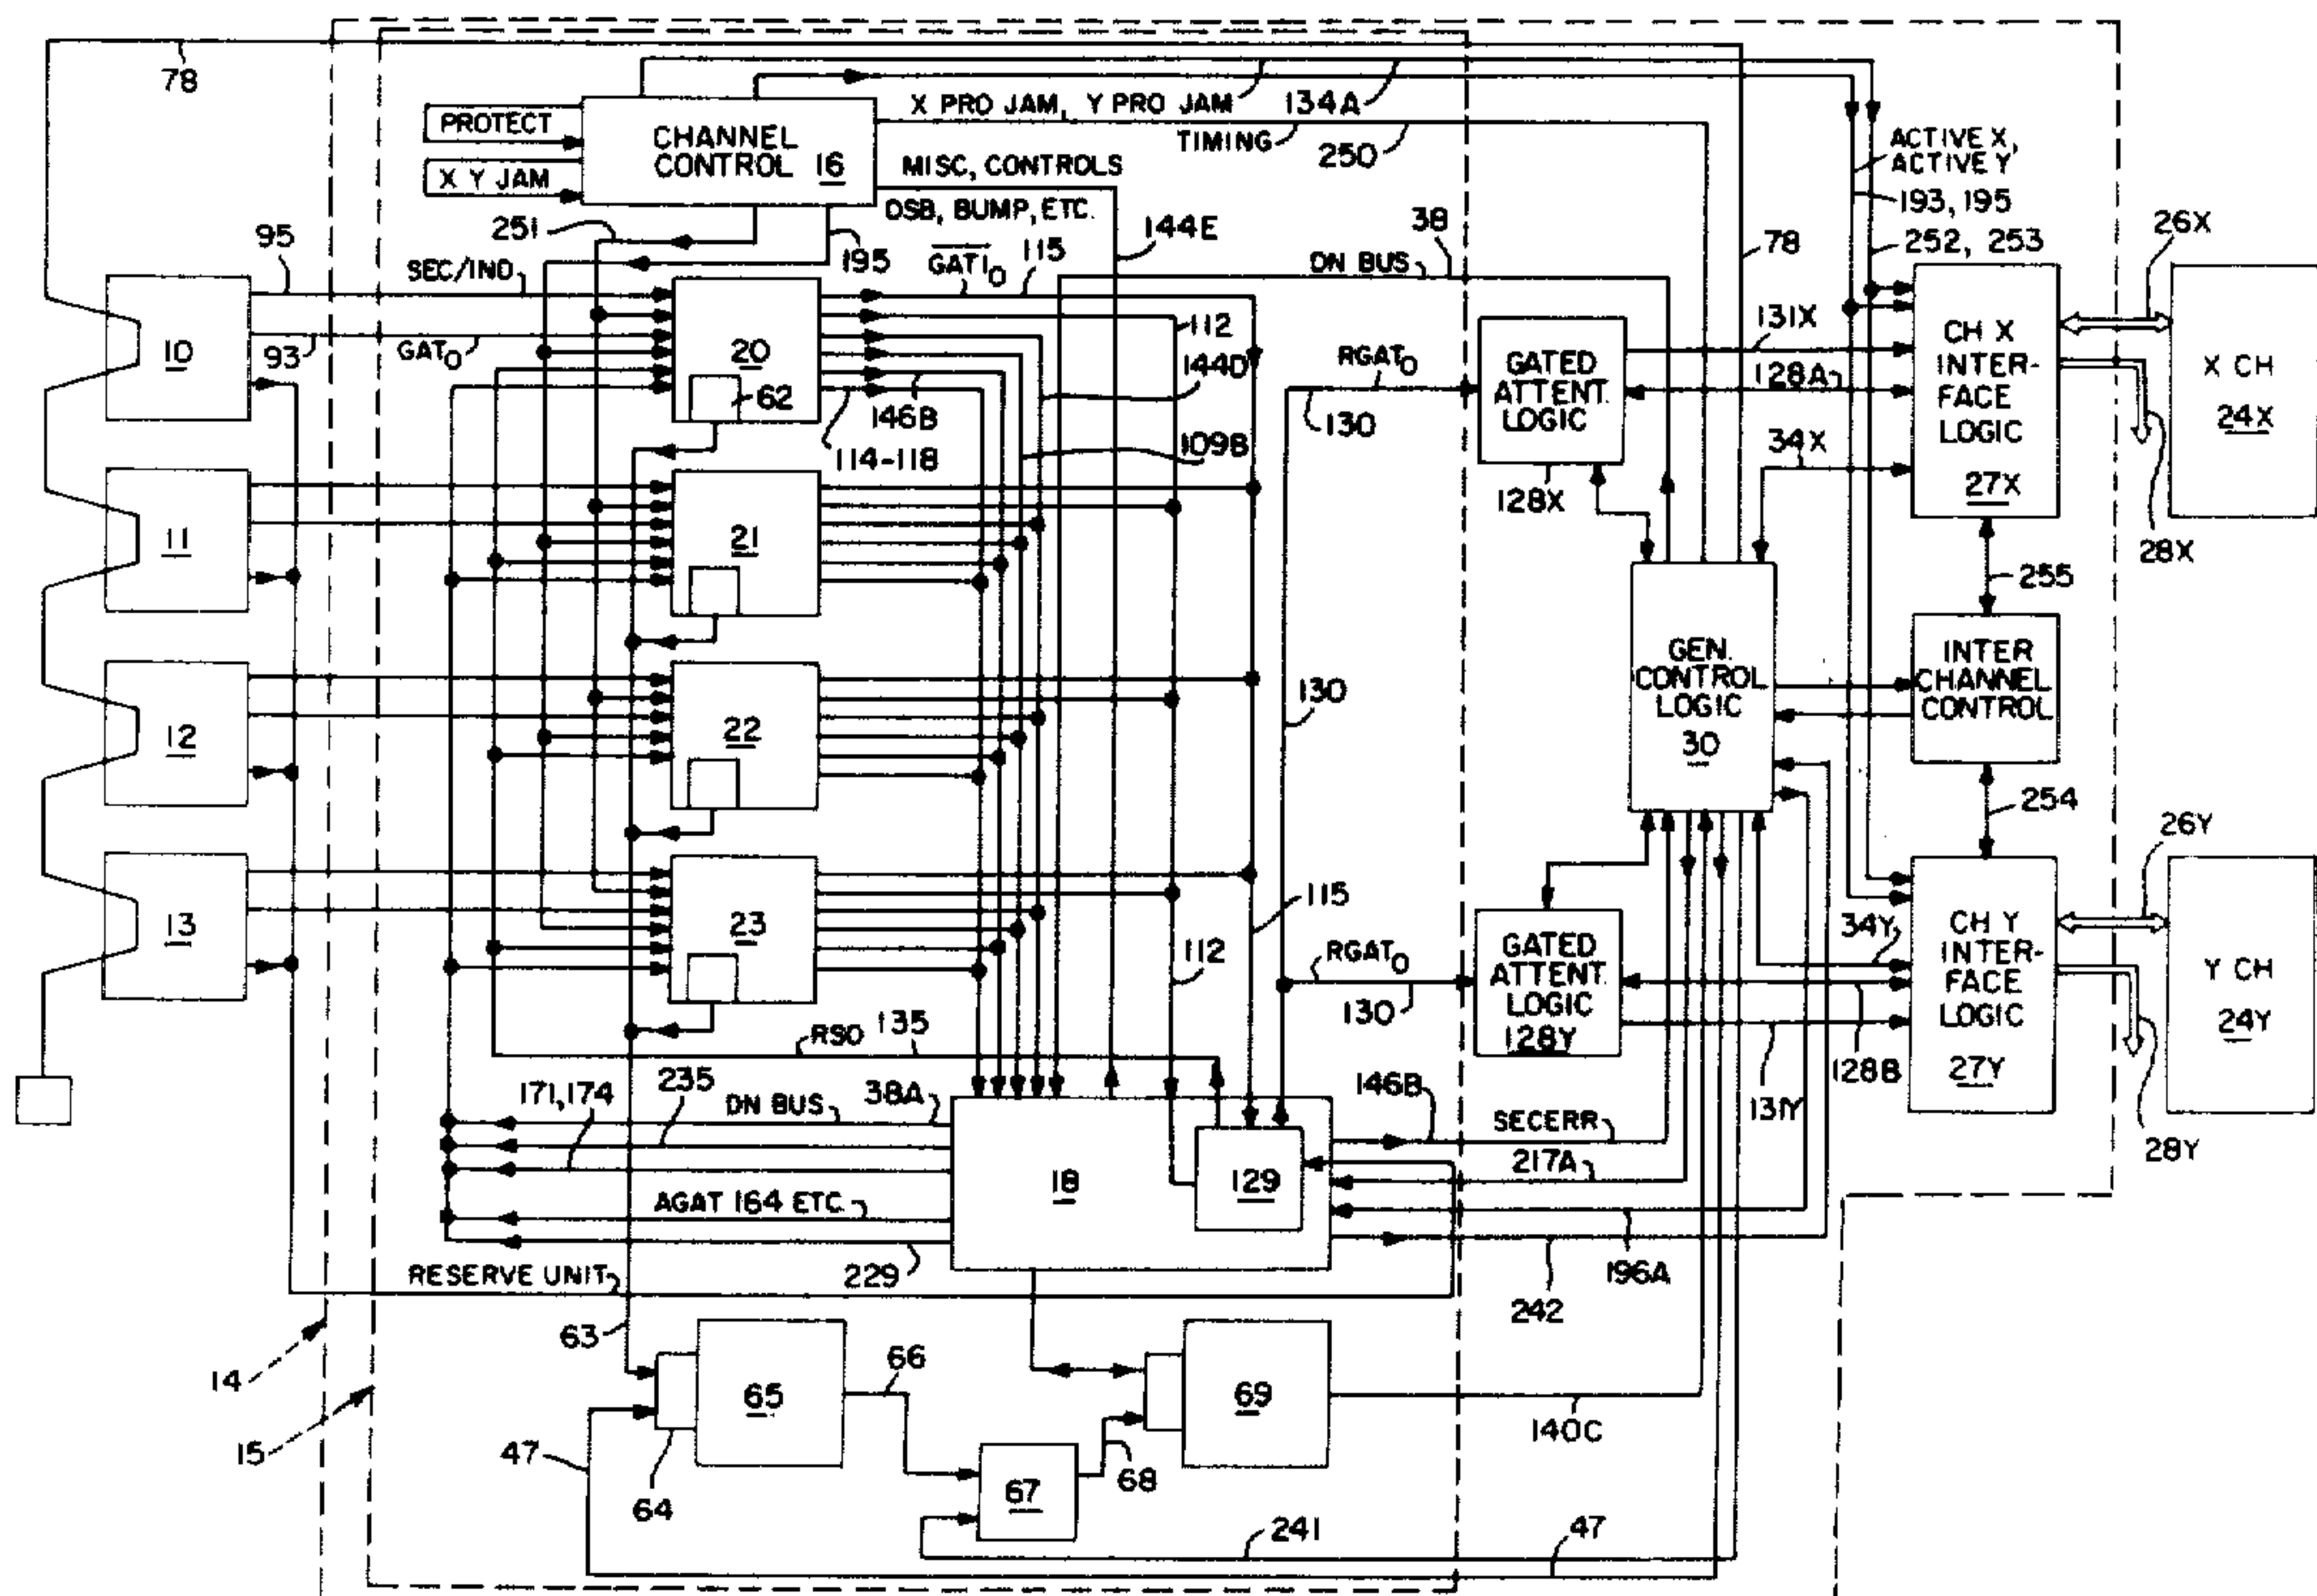 78
PROTECT
X Y JAM
CHANNEL
CONTROL 16
X PRO JAM, Y PRO JAM
134A
TIMING
250
MISC, CONTROLS
DSB, BUMP, ETC.
ACTIVE X,
ACTIVE Y
193, 195
252, 253
251
195
144E
38
78
26X
95
SEC/IND
GATI0
115
DN BUS
10
93
GAT0
20
62
112
144D
146B
114-118
109B
RGAT0
130
GATED
ATTENT.
LOGIC
128X
131X
128A
34X
CH X
INTER-
FACE
LOGIC
27X
X CH
24X
28X
11
21
255
GEN.
CONTROL
LOGIC
30
INTER
CHANNEL
CONTROL
12
22
130
254
26Y
13
23
115
112
RGAT0
130
GATED
ATTENT.
LOGIC
128Y
34Y
128B
131Y
CH Y
INTER-
FACE
LOGIC
27Y
Y CH
24Y
28Y
RSO 135
171, 174
235
DN BUS
38A
146B
SECERR
217A
18
129
AGAT 164 ETC.
229
196A
242
RESERVE UNIT
14
15
63
65
66
69
140C
47
64
67
68
241
47